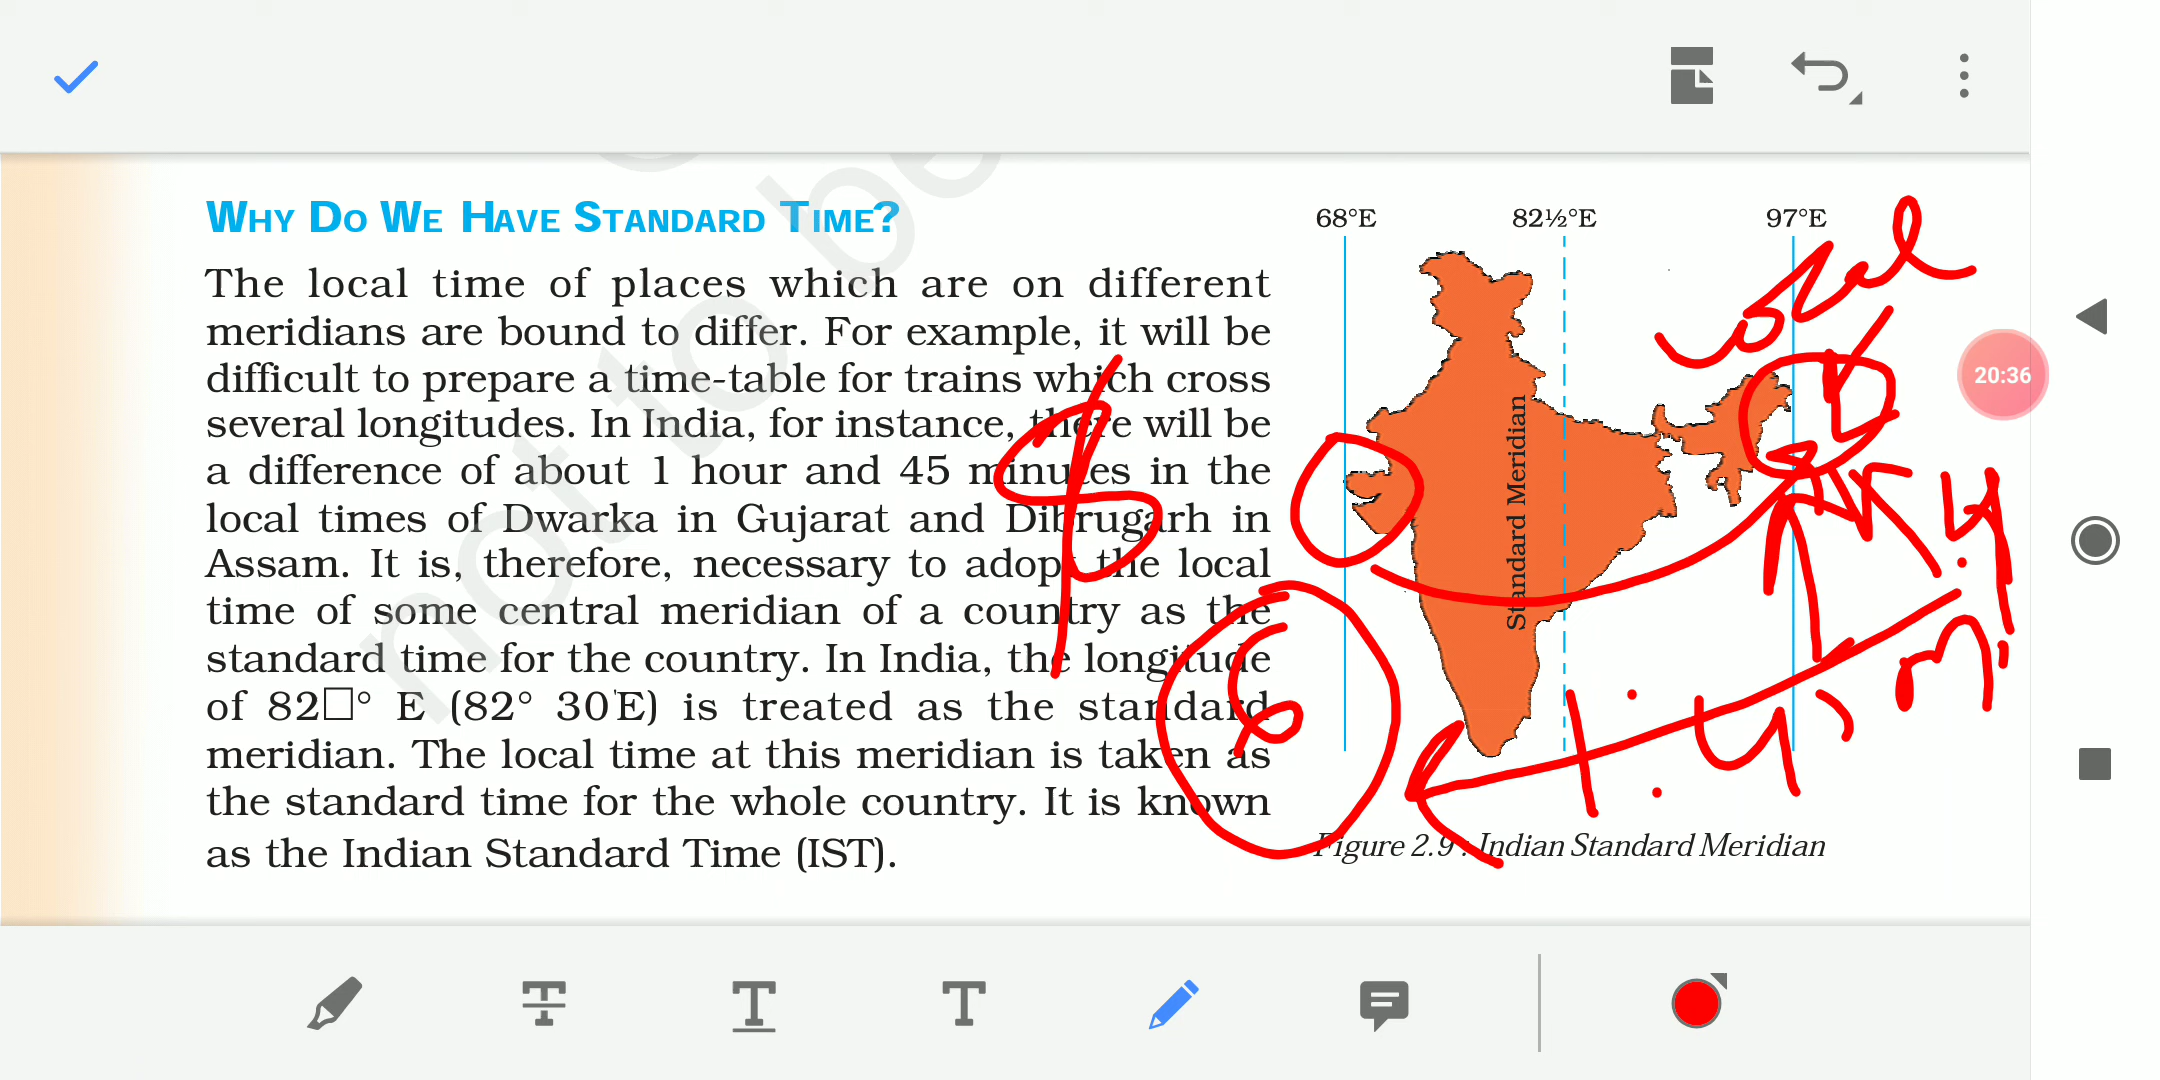 WHY DO WE HAVE STANDARD TIME?
The local time of places which are on different
meridians are bound to differ. For example, it will be
difficult to prepare a time-table for trains which cross
several longitudes. In India, for instance, there will be
a difference of about 1 hour and 45 minutes in the
local times of Dwarka in Gujarat and Dibrugarh in
Assam. It is, therefore, necessary to adopt the local
time of some central meridian of a country as the
standard time for the country. In India, the longitude
of 82□° E (82° 30'E) is treated as the standard
meridian. The local time at this meridian is taken as
the standard time for the whole country. It is known
as the Indian Standard Time (IST).
not to be
68°E 82½°E 97°E
Standard Meridian
Figure 2.9 : Indian Standard Meridian
20:36
6